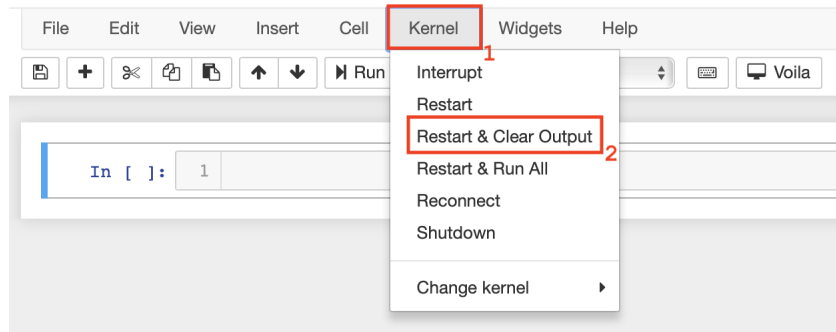 File Edit View Insert Cell Kernel Widgets Help
1
Run Voila
Interrupt
Restart
Restart & Clear Output
2
Restart & Run All
Reconnect
Shutdown
Change kernel
In [ ]: 1